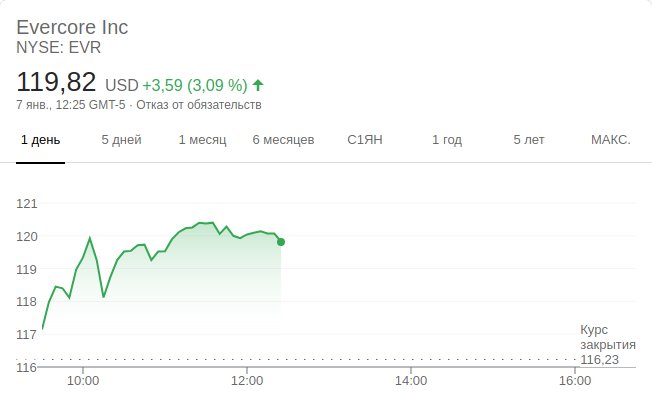 Evercore Inc
NYSE: EVR
119,82 USD +3,59 (3,09 %)
7 янв., 12:25 GMT-5 · Отказ от обязательств
1 день 5 дней 1 месяц 6 месяцев С1ЯН 1 год 5 лет МАКС.
121
120
119
118
117
116
Курс
закрытия
116,23
10:00 12:00 14:00 16:00